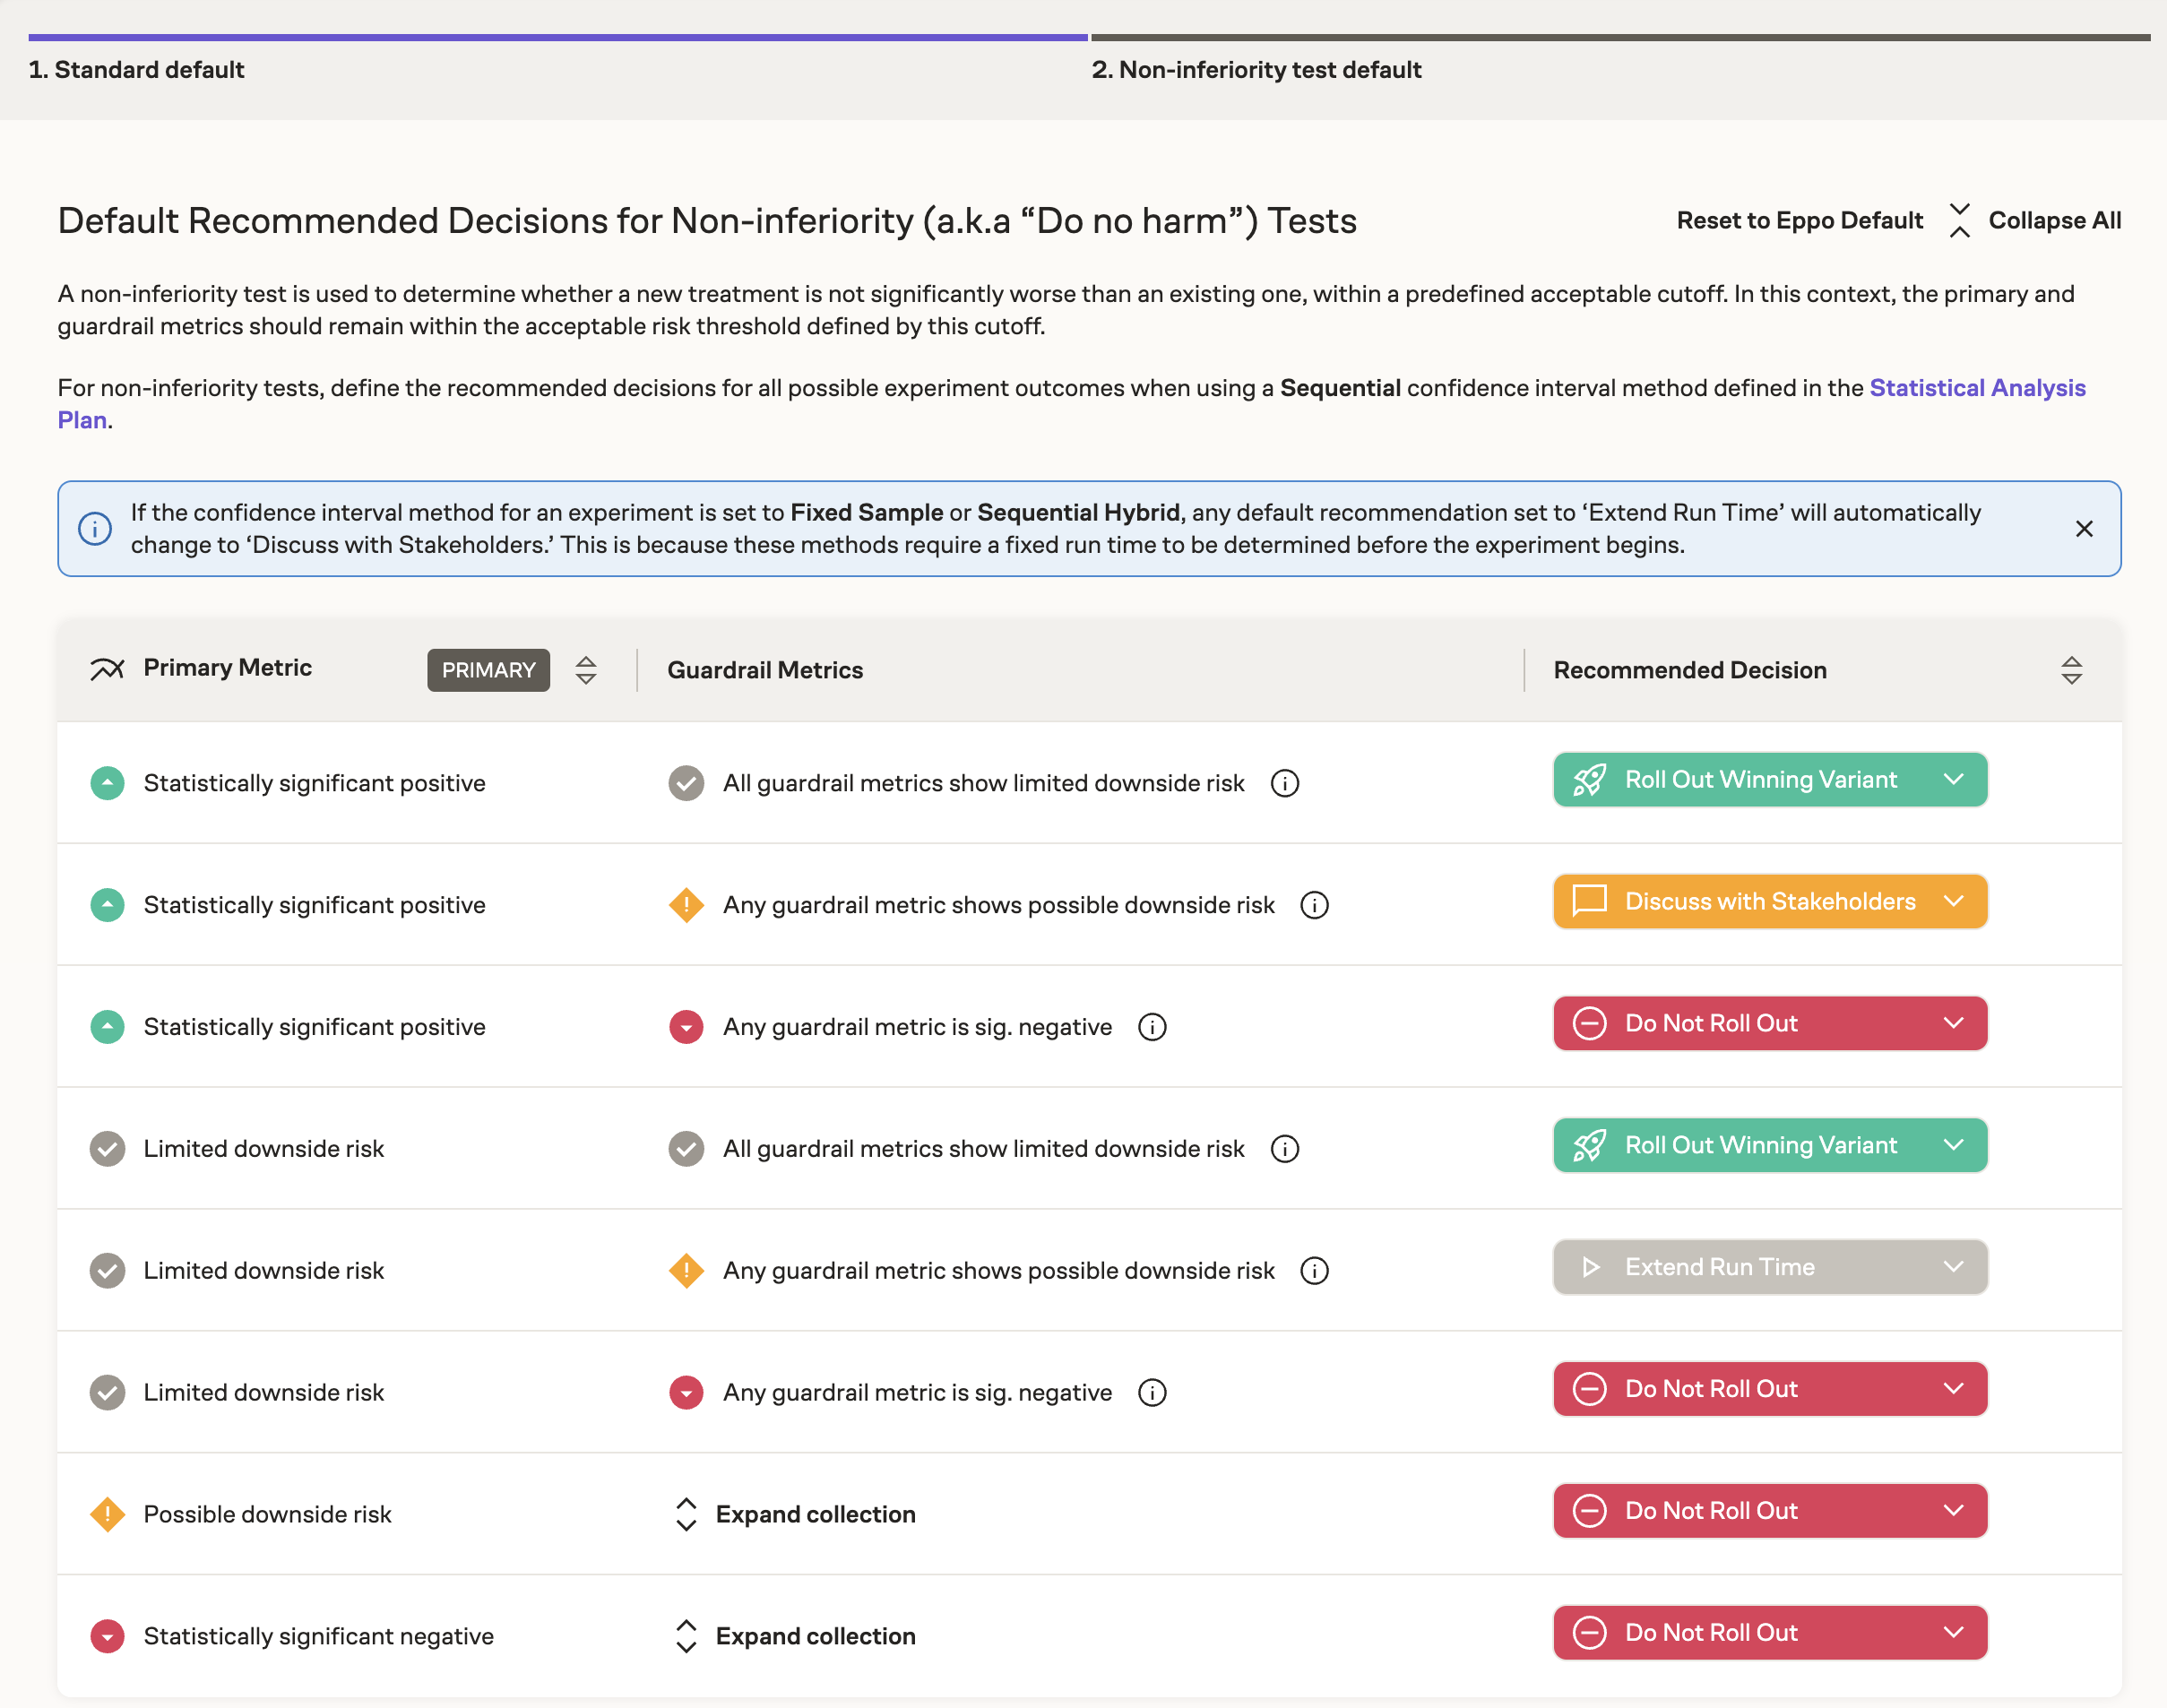 1. Standard default
2. Non-inferiority test default
Default Recommended Decisions for Non-inferiority (a.k.a “Do no harm”) Tests
Reset to Eppo Default
Collapse All
A non-inferiority test is used to determine whether a new treatment is not significantly worse than an existing one, within a predefined acceptable cutoff. In this context, the primary and
guardrail metrics should remain within the acceptable risk threshold defined by this cutoff.
For non-inferiority tests, define the recommended decisions for all possible experiment outcomes when using a Sequential confidence interval method defined in the Statistical Analysis
Plan.
If the confidence interval method for an experiment is set to Fixed Sample or Sequential Hybrid, any default recommendation set to ‘Extend Run Time’ will automatically
change to ‘Discuss with Stakeholders.’ This is because these methods require a fixed run time to be determined before the experiment begins.
Primary Metric PRIMARY Guardrail Metrics Recommended Decision
Statistically significant positive All guardrail metrics show limited downside risk Roll Out Winning Variant
Statistically significant positive Any guardrail metric shows possible downside risk Discuss with Stakeholders
Statistically significant positive Any guardrail metric is sig. negative Do Not Roll Out
Limited downside risk All guardrail metrics show limited downside risk Roll Out Winning Variant
Limited downside risk Any guardrail metric shows possible downside risk Extend Run Time
Limited downside risk Any guardrail metric is sig. negative Do Not Roll Out
Possible downside risk Expand collection Do Not Roll Out
Statistically significant negative Expand collection Do Not Roll Out